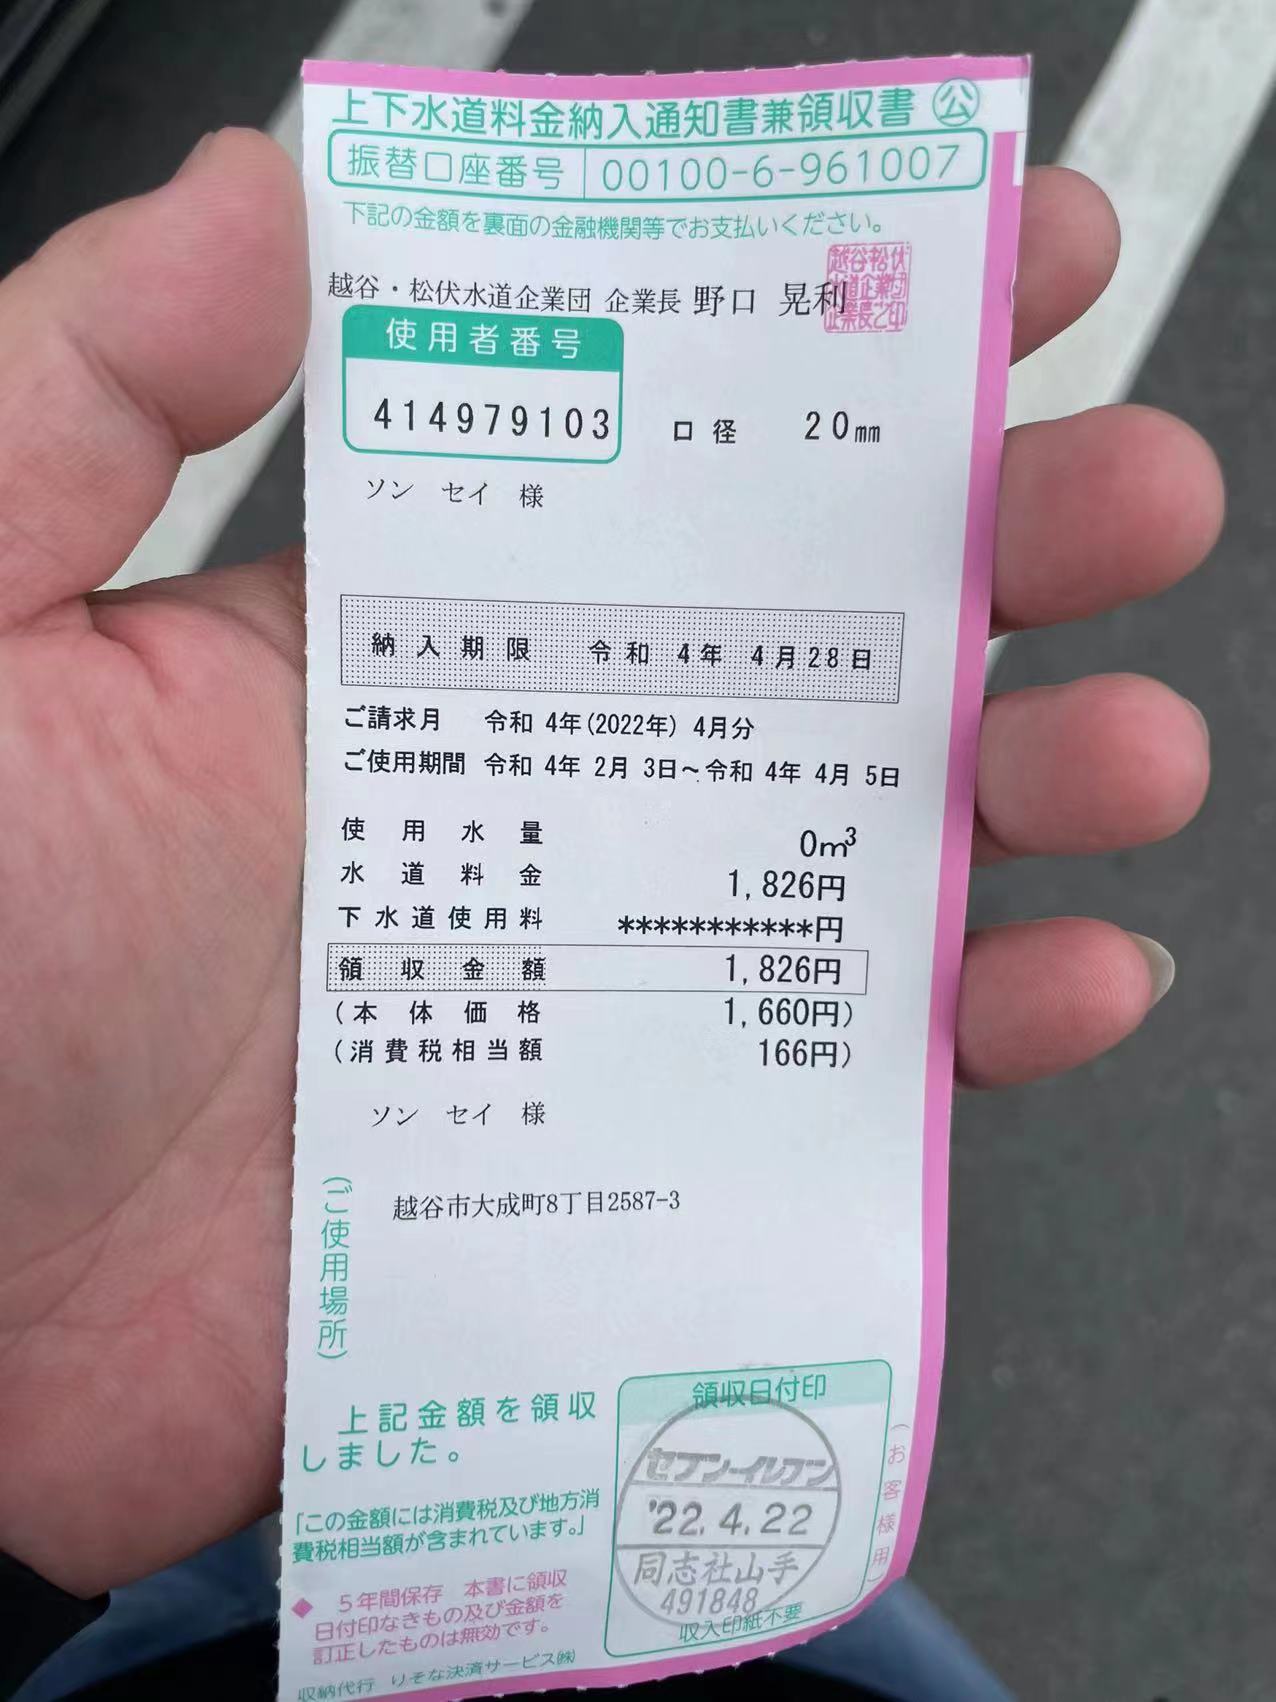 上下水道料金納入通知書兼領収書 公
振替口座番号 00100-6-961007
下記の金額を裏面の金融機関等でお支払いください。
越谷・松伏水道企業団 企業長 野口 晃利
越谷松伏
水道企業団
企業長之印
使用者番号
414979103
口径 20mm
ソン セイ 様
納入期限 令和 4年 4月28日
ご請求月 令和 4年(2022年) 4月分
ご使用期間 令和 4年 2月 3日～令和 4年 4月 5日
使用水量 0m³
水道料金 1,826円
下水道使用料 ***********円
領収金額 1,826円
(本体価格 1,660円)
(消費税相当額 166円)
ソン セイ 様
(ご使用場所)
越谷市大成町8丁目2587-3
上記金額を領収
しました。
「この金額には消費税及び地方消
費税相当額が含まれています。」
◆ 5年間保存 本書に領収
日付印なきもの及び金額を
訂正したものは無効です。
収納代行 りそな決済サービス㈱
領収日付印
セブン-イレブン
'22.4.22
同志社山手
491848
収入印紙不要
(お客様用)